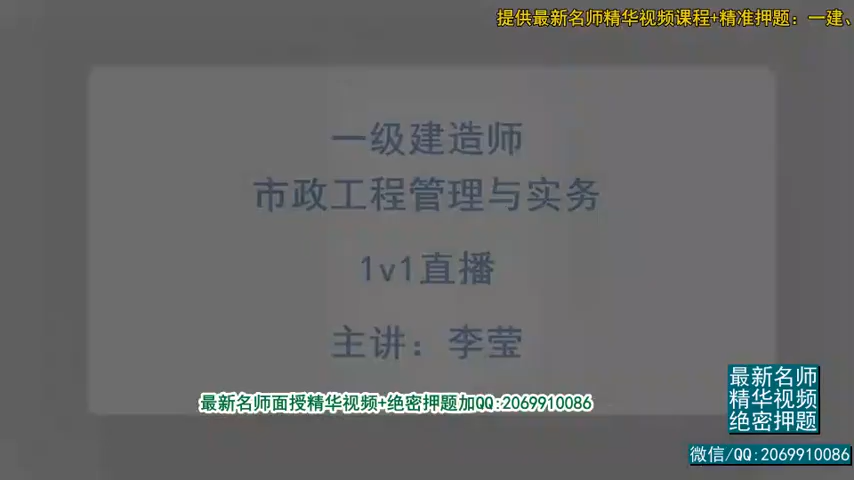 提供最新名师精华视频课程+精准押题：一建、
一级建造师
市政工程管理与实务
1v1直播
主讲：李莹
最新名师面授精华视频+绝密押题加QQ:2069910086
最新名师
精华视频
绝密押题
微信/QQ:2069910086